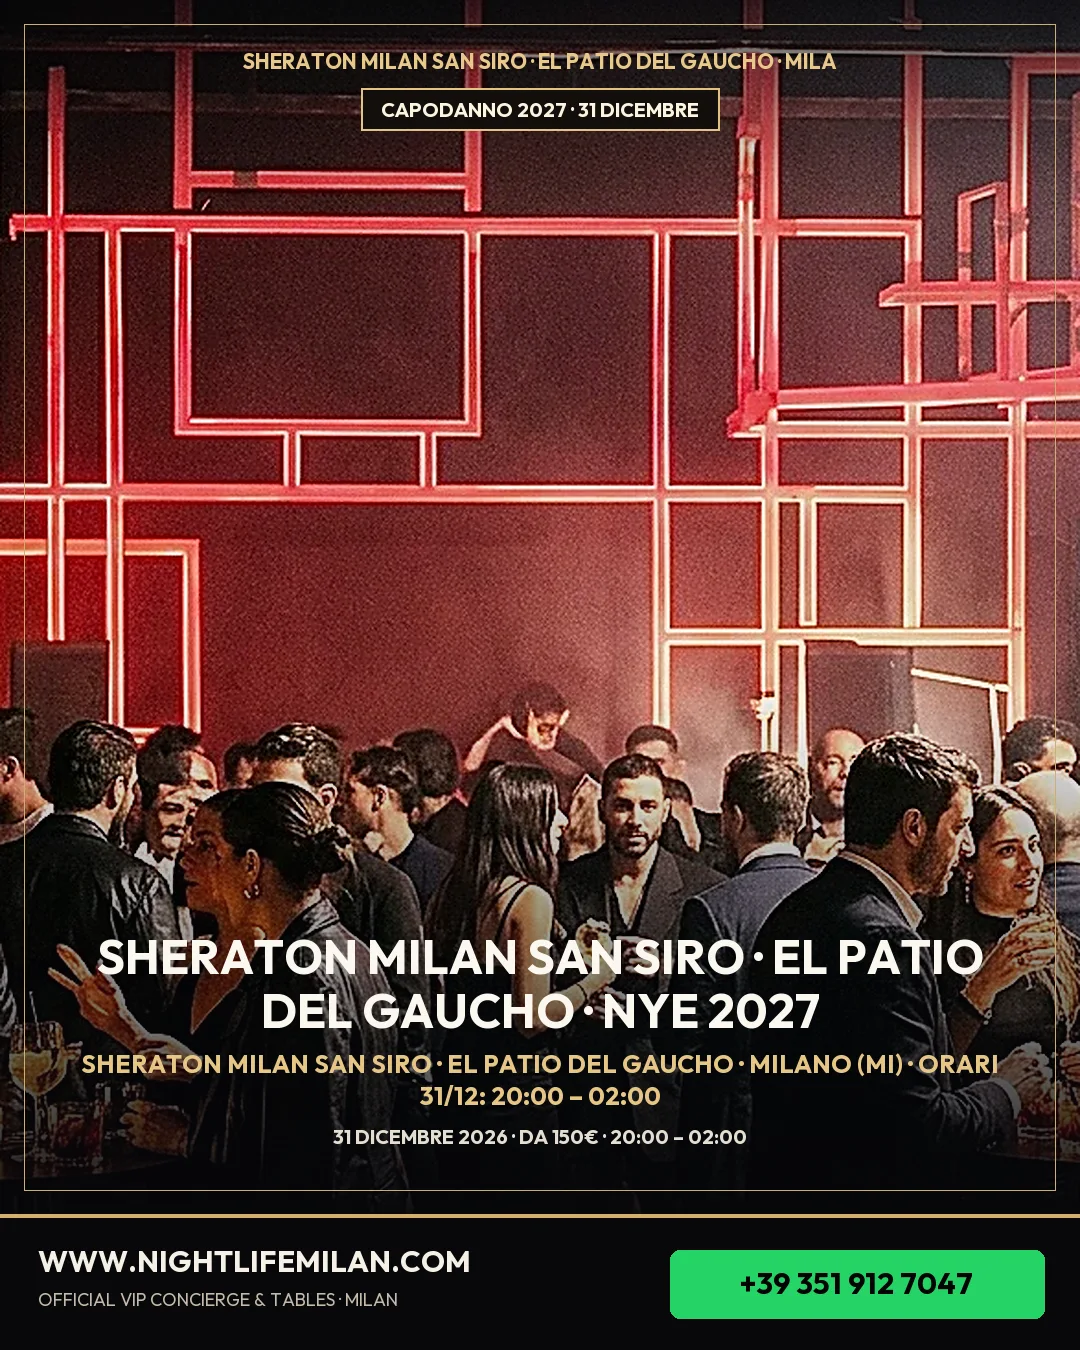 SHERATON MILAN SAN SIRO · EL PATIO DEL GAUCHO · MILA
CAPODANNO 2027 · 31 DICEMBRE
SHERATON MILAN SAN SIRO · EL PATIO
DEL GAUCHO · NYE 2027
SHERATON MILAN SAN SIRO · EL PATIO DEL GAUCHO · MILANO (MI) · ORARI
31/12: 20:00 – 02:00
31 DICEMBRE 2026 · DA 150€ · 20:00 – 02:00
WWW.NIGHTLIFEMILAN.COM
+39 351 912 7047
OFFICIAL VIP CONCIERGE & TABLES · MILAN